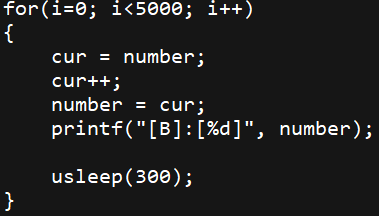 for(i=0; i<5000; i++)
{
    cur = number;
    cur++;
    number = cur;
    printf("[B]:[%d]", number);

    usleep(300);
}